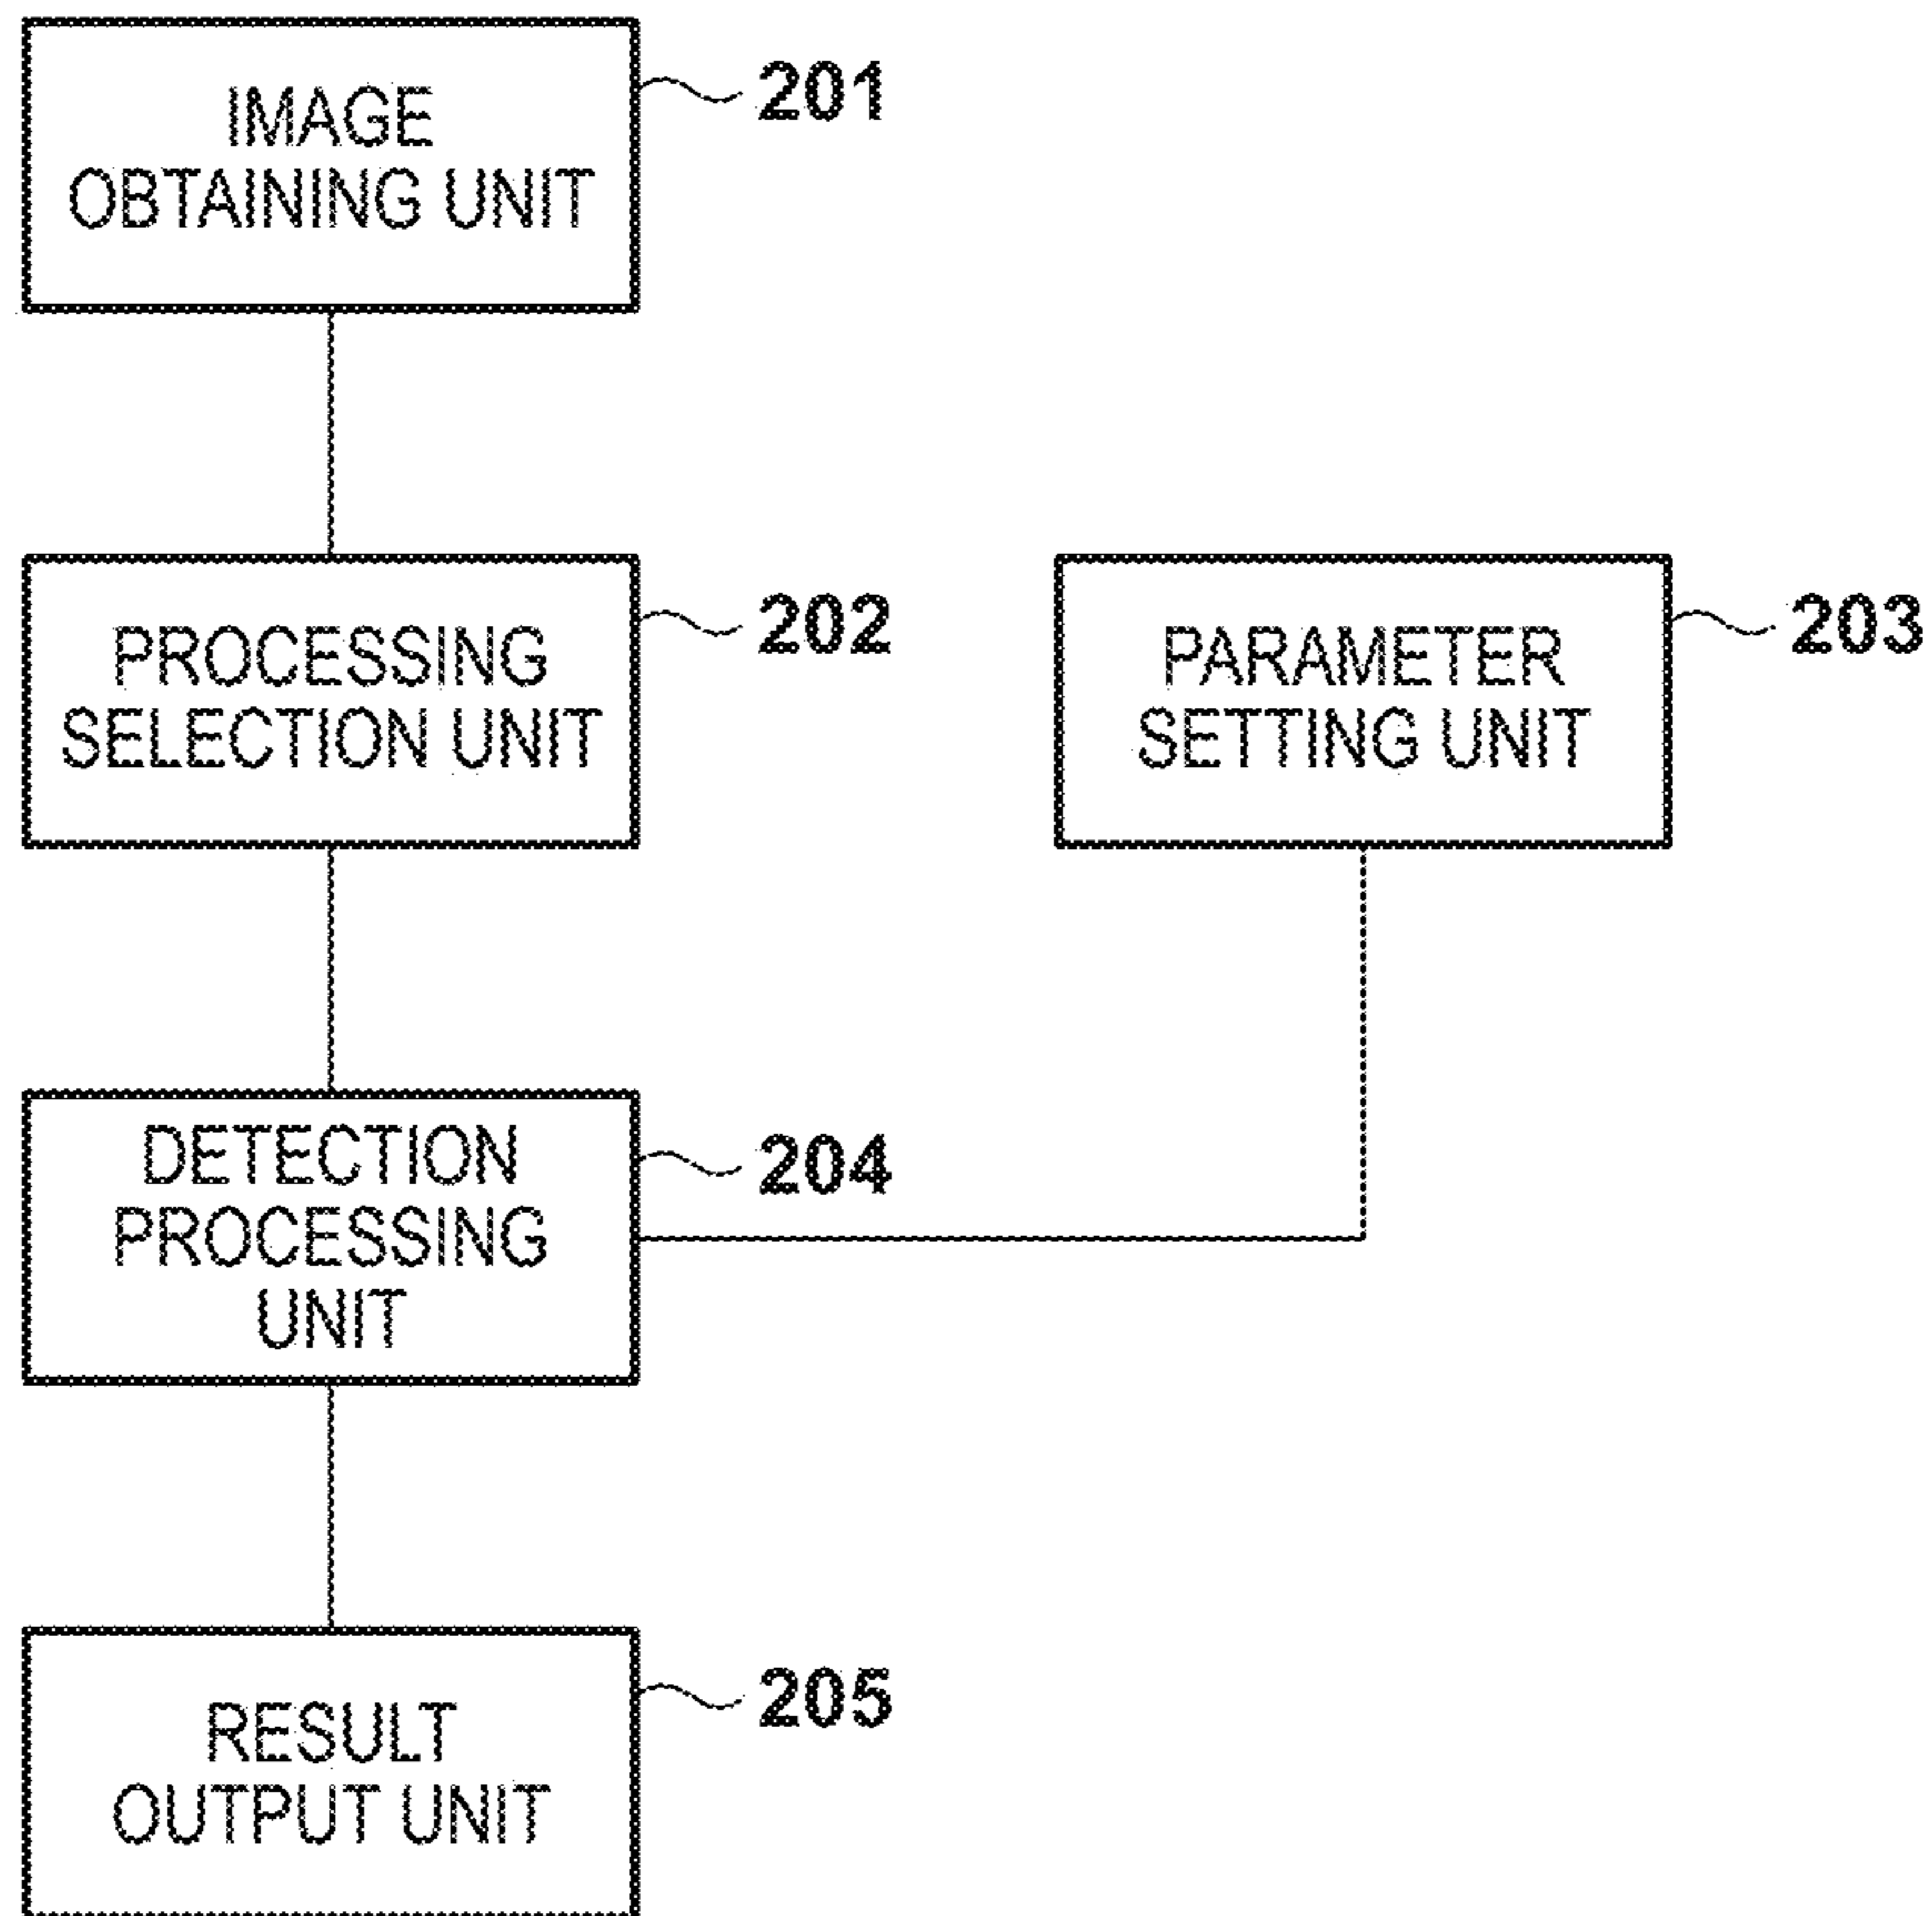 IMAGE
OBTAINING UNIT
201
PROCESSING
SELECTION UNIT
202
PARAMETER
SETTING UNIT
203
DETECTION
PROCESSING
UNIT
204
RESULT
OUTPUT UNIT
205